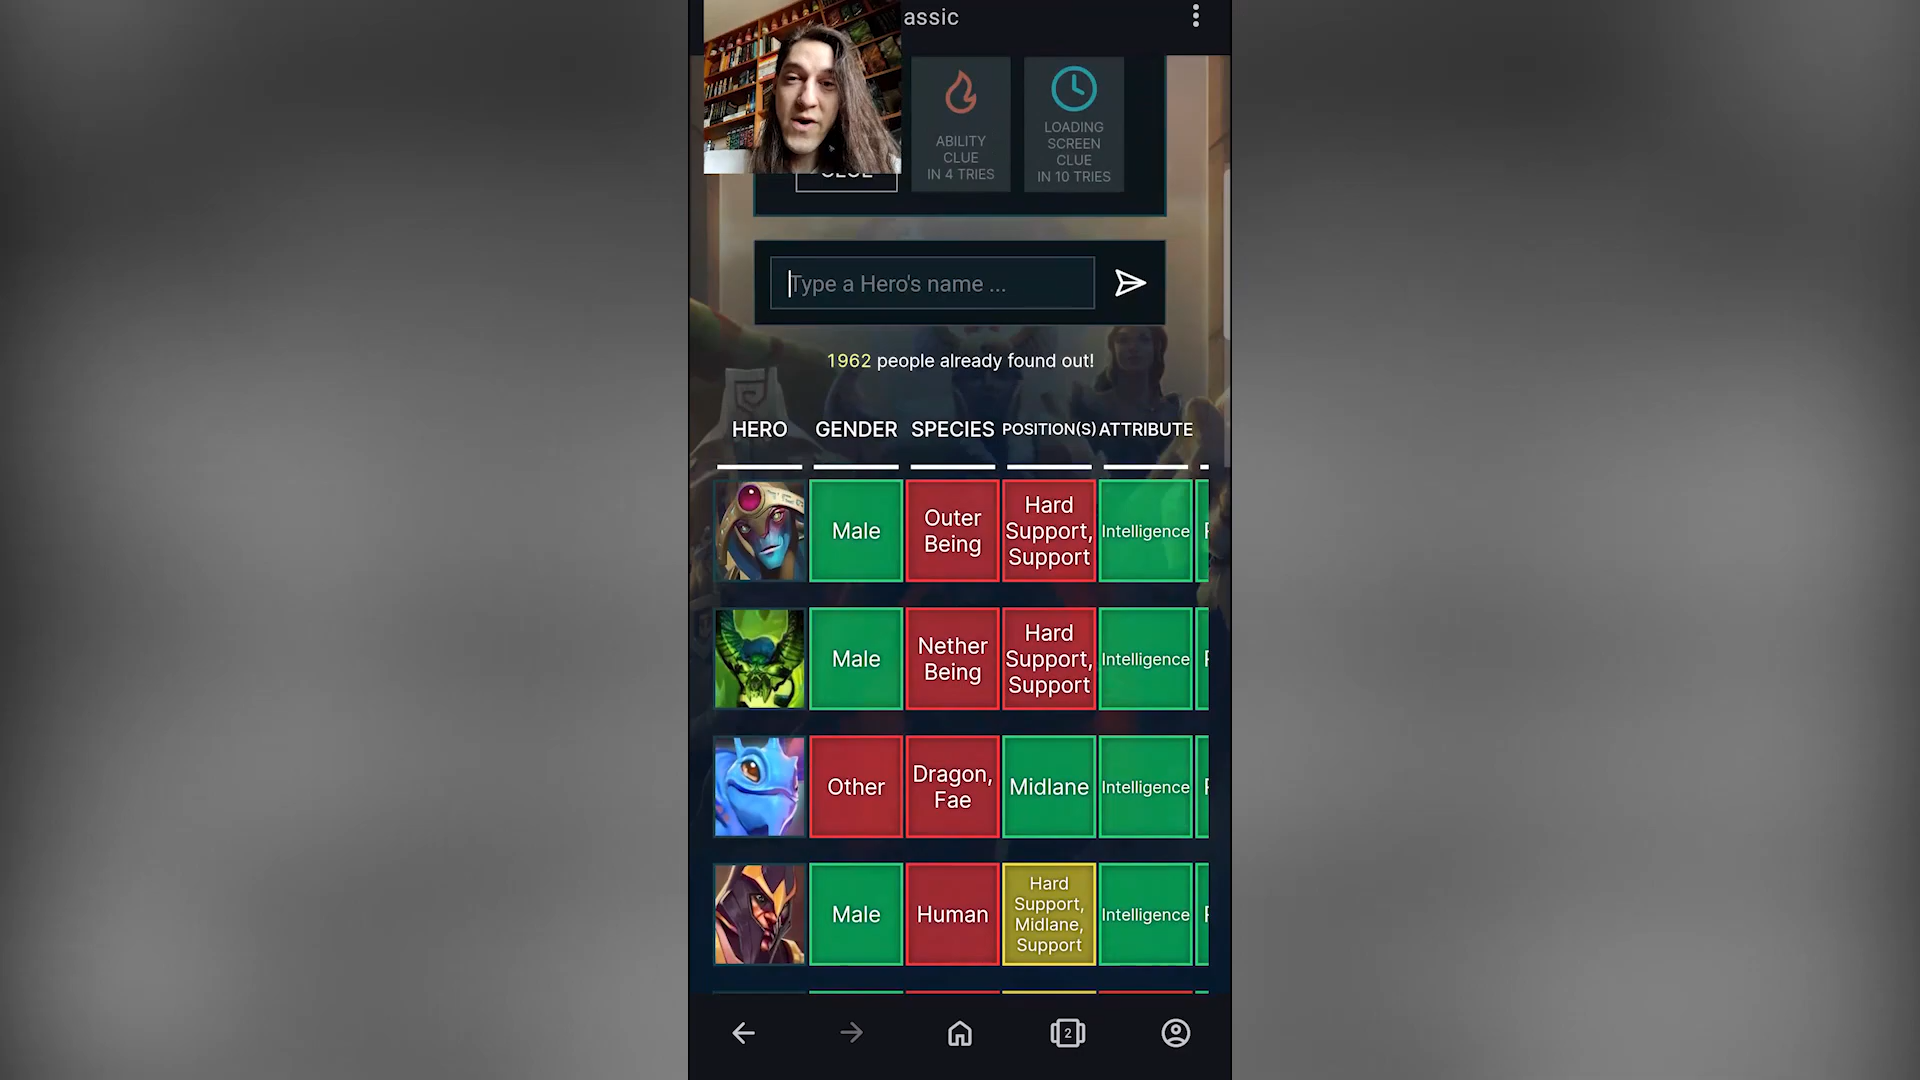 assic
ABILITY
CLUE
IN 4 TRIES
LOADING
SCREEN
CLUE
IN 10 TRIES
CLUE
Type a Hero's name ...
1962 people already found out!
HERO GENDER SPECIES POSITION(S) ATTRIBUTE
Male
Outer
Being
Hard
Support,
Support
Intelligence
Male
Nether
Being
Hard
Support,
Support
Intelligence
Other
Dragon,
Fae
Midlane
Intelligence
Male
Human
Hard
Support,
Midlane,
Support
Intelligence
2